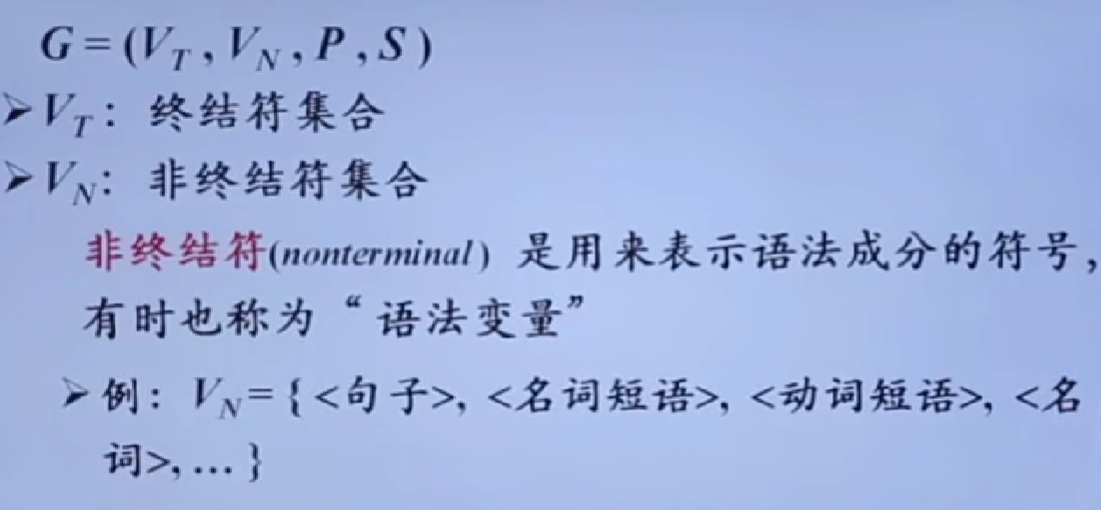 G = (V_T , V_N , P , S )
➢ V_T : 终结符集合
➢ V_N : 非终结符集合
非终结符(nonterminal) 是用来表示语法成分的符号,
有时也称为“语法变量”
➢ 例: V_N = { <句子>, <名词短语>, <动词短语>, <名
词>, … }